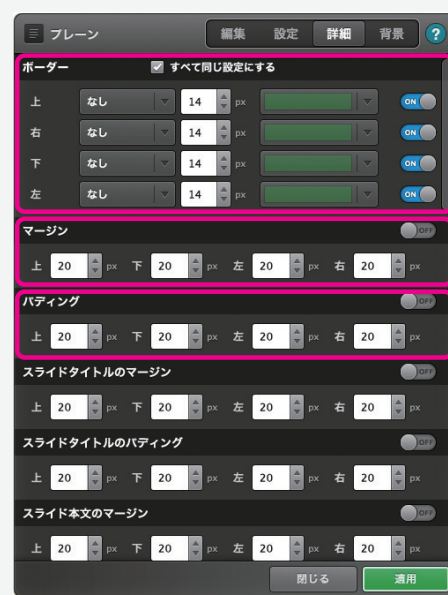 プレーン 編集 設定 詳細 背景 ?
ボーダー すべて同じ設定にする
上 なし 14 px ON
右 なし 14 px ON
下 なし 14 px ON
左 なし 14 px ON
マージン OFF
上 20 px 下 20 px 左 20 px 右 20 px
パディング OFF
上 20 px 下 20 px 左 20 px 右 20 px
スライドタイトルのマージン OFF
上 20 px 下 20 px 左 20 px 右 20 px
スライドタイトルのパディング OFF
上 20 px 下 20 px 左 20 px 右 20 px
スライド本文のマージン OFF
上 20 px 下 20 px 左 20 px 右 20 px
閉じる 適用